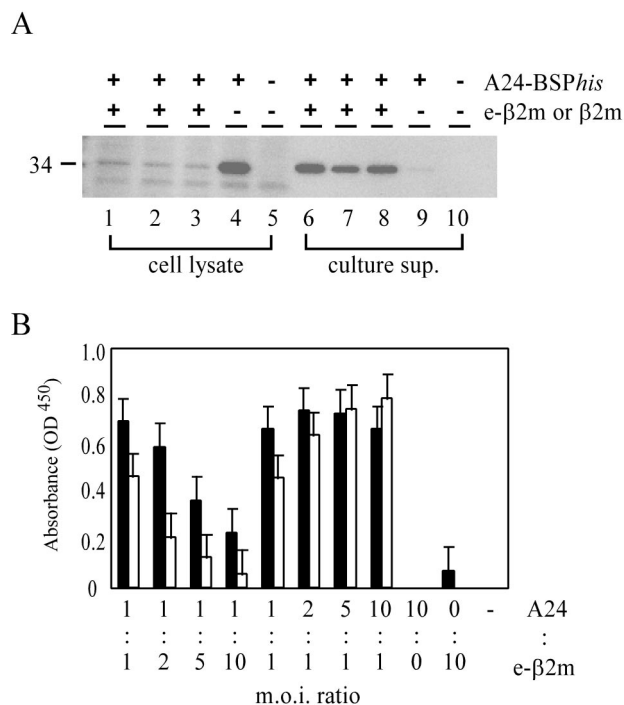 A
+ + + + - + + + + - A24-BSPhis
+ + + - - + + + - - e-β2m or β2m
34
1 2 3 4 5 6 7 8 9 10
cell lysate culture sup.
B
Absorbance (OD 450)
1.0
0.8
0.6
0.4
0.2
0
1 1 1 1 1 2 5 10 10 0 - A24
: : : : : : : : : : :
1 2 5 10 1 1 1 1 0 10 e-β2m
m.o.i. ratio